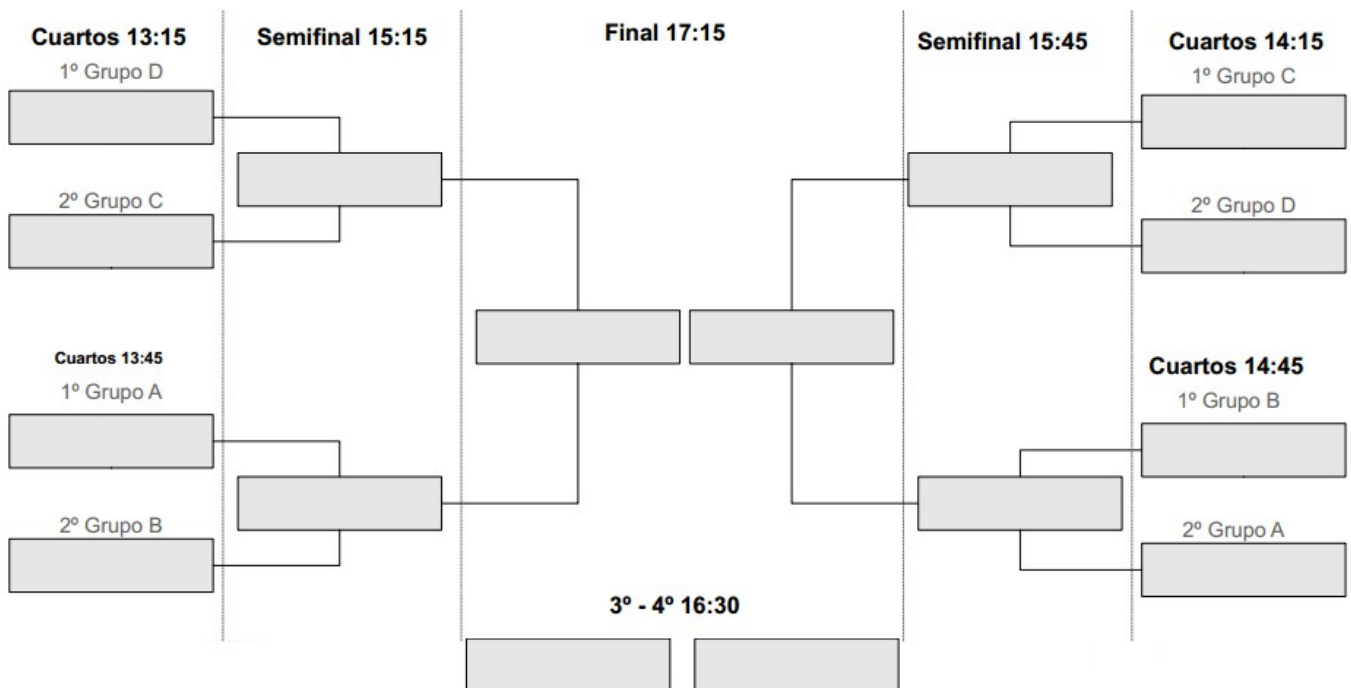 Cuartos 13:15
Semifinal 15:15
Final 17:15
Semifinal 15:45
Cuartos 14:15
1º Grupo D
1º Grupo C
2º Grupo C
2º Grupo D
Cuartos 13:45
1º Grupo A
Cuartos 14:45
1º Grupo B
2º Grupo B
2º Grupo A
3º - 4º 16:30